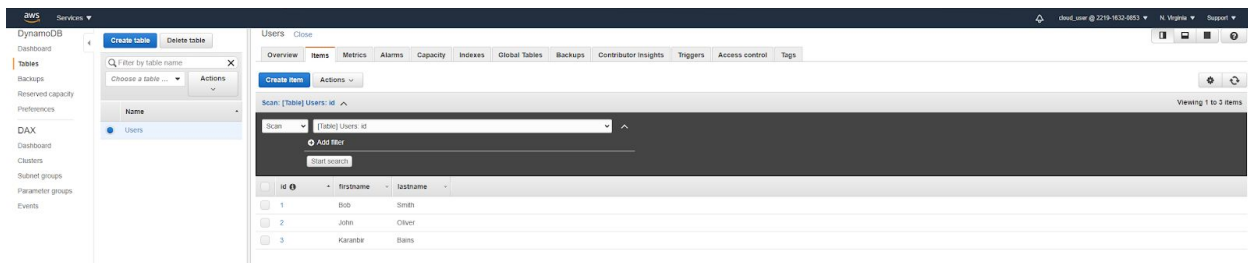 aws Services cloud_user @ 2219-1632-0853 N. Virginia Support
DynamoDB
Dashboard
Tables
Backups
Reserved capacity
Preferences
DAX
Dashboard
Clusters
Subnet groups
Parameter groups
Events
Create table Delete table
Filter by table name X
Choose a table ... Actions
Name
Users
Users Close
Overview Items Metrics Alarms Capacity Indexes Global Tables Backups Contributor Insights Triggers Access control Tags
Create item Actions
Scan: [Table] Users: id Viewing 1 to 3 items
Scan [Table] Users: id
Add filter
Start search
id firstname lastname
1 Bob Smith
2 John Oliver
3 Karanbir Bains